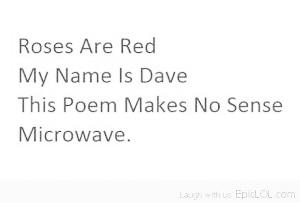 Roses Are Red
My Name Is Dave
This Poem Makes No Sense
Microwave.
Laugh with us EpicLOL.com